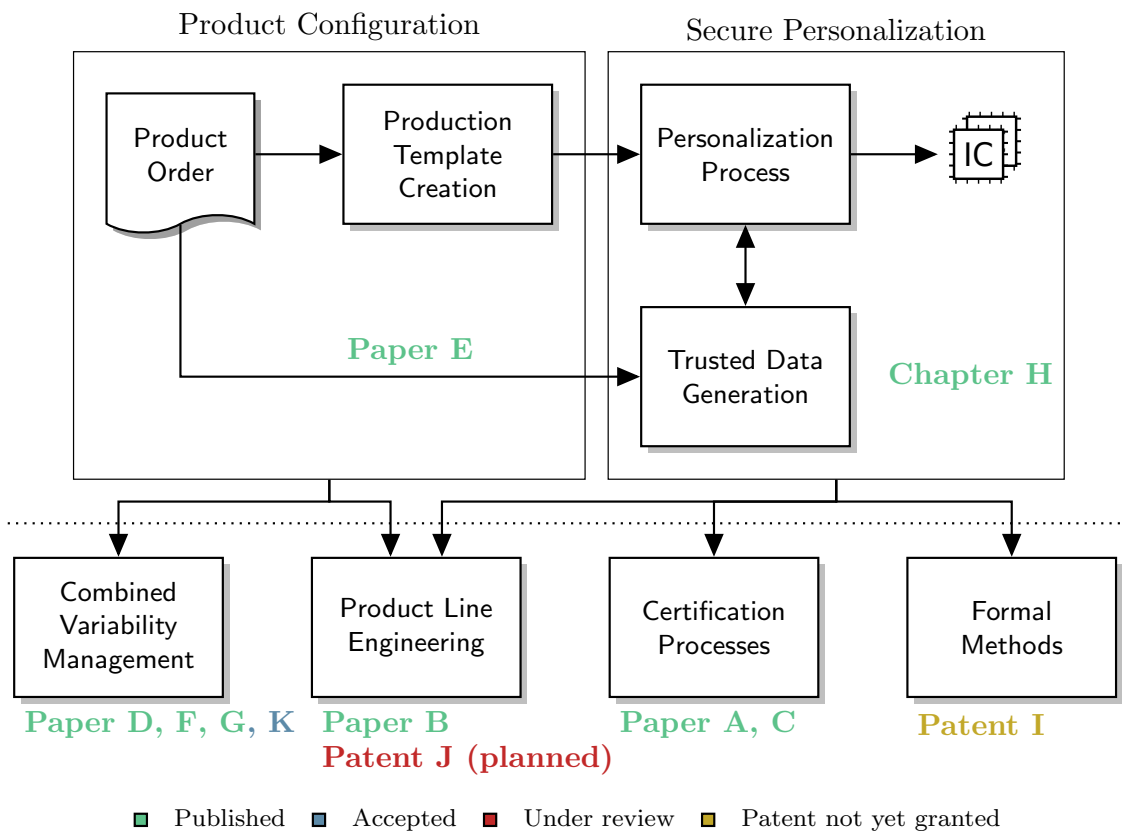 Product Configuration
Secure Personalization
Product
Order
Production
Template
Creation
Personalization
Process
IC
Paper E
Trusted Data
Generation
Chapter H
Combined
Variability
Management
Product Line
Engineering
Certification
Processes
Formal
Methods
Paper D, F, G, K
Paper B
Patent J (planned)
Paper A, C
Patent I
Published
Accepted
Under review
Patent not yet granted